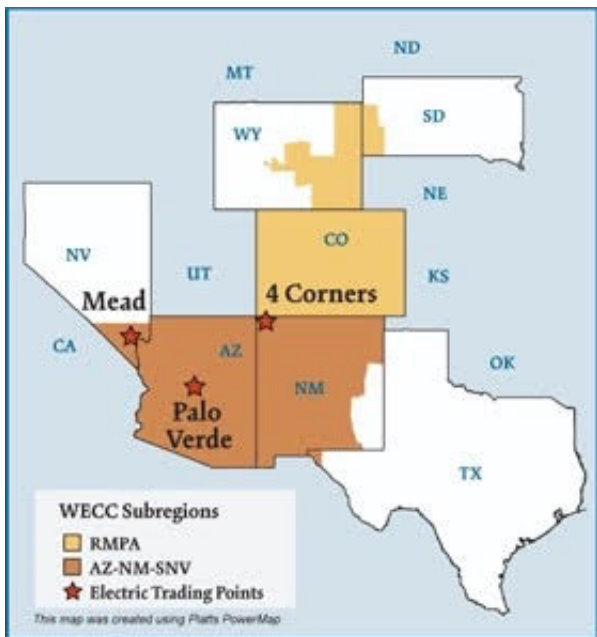 ND
MT
SD
WY
NE
CO
NV
UT
KS
4 Corners
Mead
CA
AZ
OK
NM
Palo
Verde
TX
WECC Subregions
RMPA
AZ-NM-SNV
Electric Trading Points
This map was created using Platts PowerMap